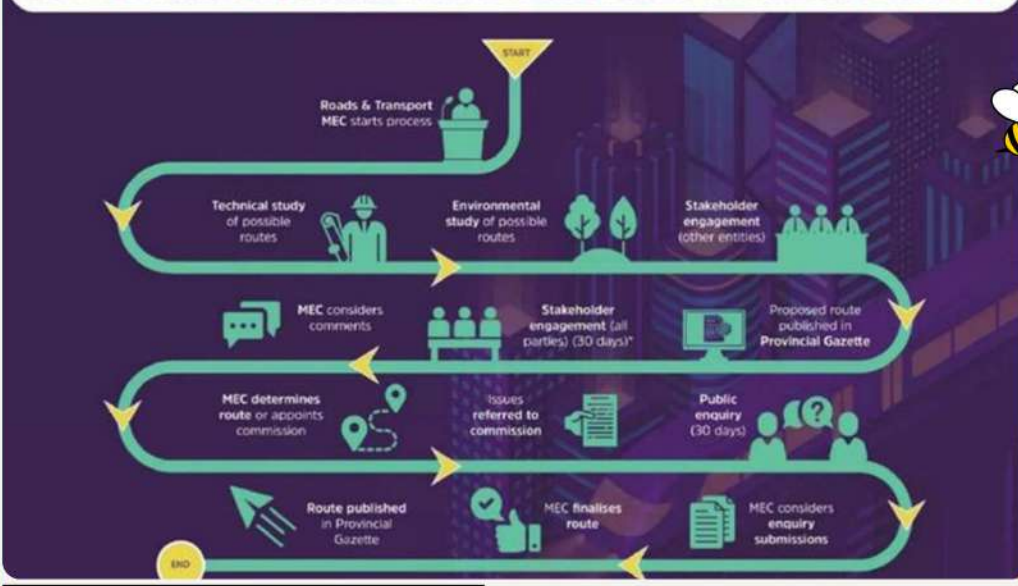 START
Roads & Transport
MEC starts process
Technical study
of possible
routes
Environmental
study of possible
routes
Stakeholder
engagement
(other entities)
Proposed route
published in
Provincial Gazette
Stakeholder
engagement (all
parties) (30 days)*
MEC considers
comments
MEC determines
route or appoints
commission
Issues
referred to
commission
Public
enquiry
(30 days)
MEC considers
enquiry
submissions
MEC finalises
route
Route published
in Provincial
Gazette
END